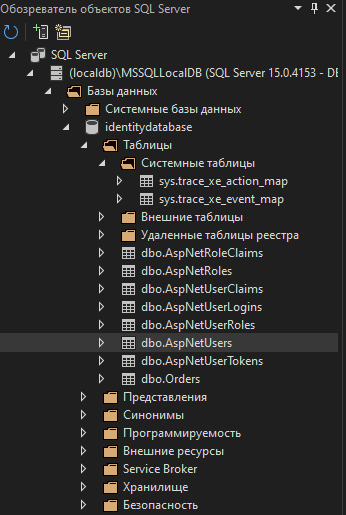 Обозреватель объектов SQL Server
SQL Server
(localdb)\MSSQLLocalDB (SQL Server 15.0.4153 - DE
Базы данных
Системные базы данных
identitydatabase
Таблицы
Системные таблицы
sys.trace_xe_action_map
sys.trace_xe_event_map
Внешние таблицы
Удаленные таблицы реестра
dbo.AspNetRoleClaims
dbo.AspNetRoles
dbo.AspNetUserClaims
dbo.AspNetUserLogins
dbo.AspNetUserRoles
dbo.AspNetUsers
dbo.AspNetUserTokens
dbo.Orders
Представления
Синонимы
Программируемость
Внешние ресурсы
Service Broker
Хранилище
Безопасность